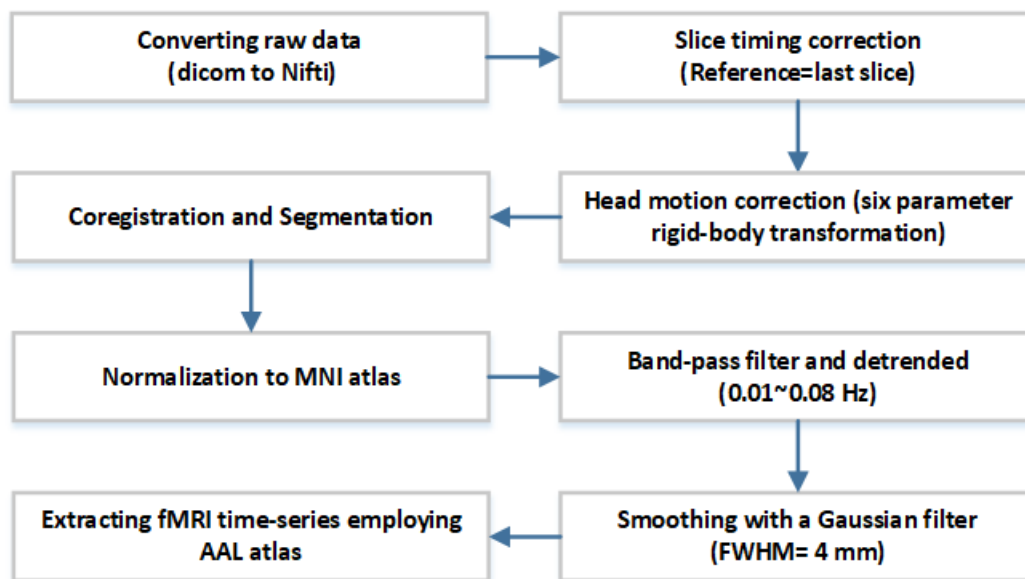 Converting raw data
(dicom to Nifti)
Slice timing correction
(Reference=last slice)
Head motion correction (six parameter
rigid-body transformation)
Coregistration and Segmentation
Normalization to MNI atlas
Band-pass filter and detrended
(0.01~0.08 Hz)
Smoothing with a Gaussian filter
(FWHM= 4 mm)
Extracting fMRI time-series employing
AAL atlas